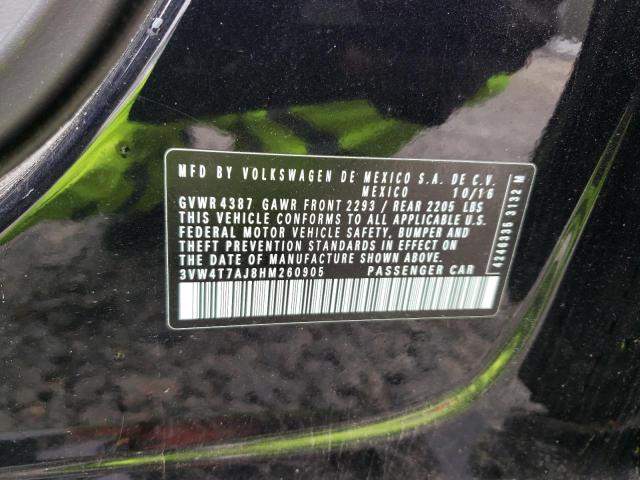 MFD BY VOLKSWAGEN DE MEXICO S.A. DE C.V.
MEXICO 10/16
GVWR 4387 GAWR FRONT 2293 / REAR 2205 LBS
THIS VEHICLE CONFORMS TO ALL APPLICABLE U.S.
FEDERAL MOTOR VEHICLE SAFETY, BUMPER AND
THEFT PREVENTION STANDARDS IN EFFECT ON
THE DATE OF MANUFACTURE SHOWN ABOVE.
3VW4T7AJ8HM260905 PASSENGER CAR
4246336 3132 M